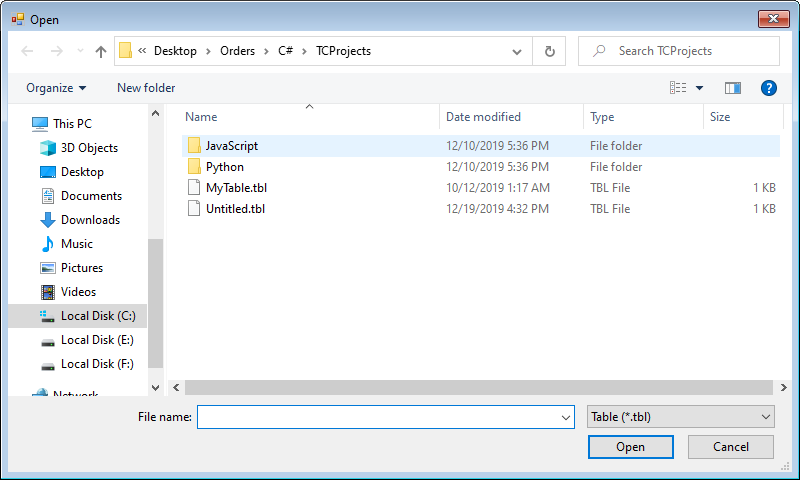 Open
« Desktop > Orders > C# > TCProjects
Search TCProjects
Organize
New folder
?
Name Date modified Type Size
This PC
3D Objects
Desktop
Documents
Downloads
Music
Pictures
Videos
Local Disk (C:)
Local Disk (E:)
Local Disk (F:)
Network
JavaScript 12/10/2019 5:36 PM File folder
Python 12/10/2019 5:36 PM File folder
MyTable.tbl 10/12/2019 1:17 AM TBL File 1 KB
Untitled.tbl 12/19/2019 4:32 PM TBL File 1 KB
File name:
Table (*.tbl)
Open
Cancel